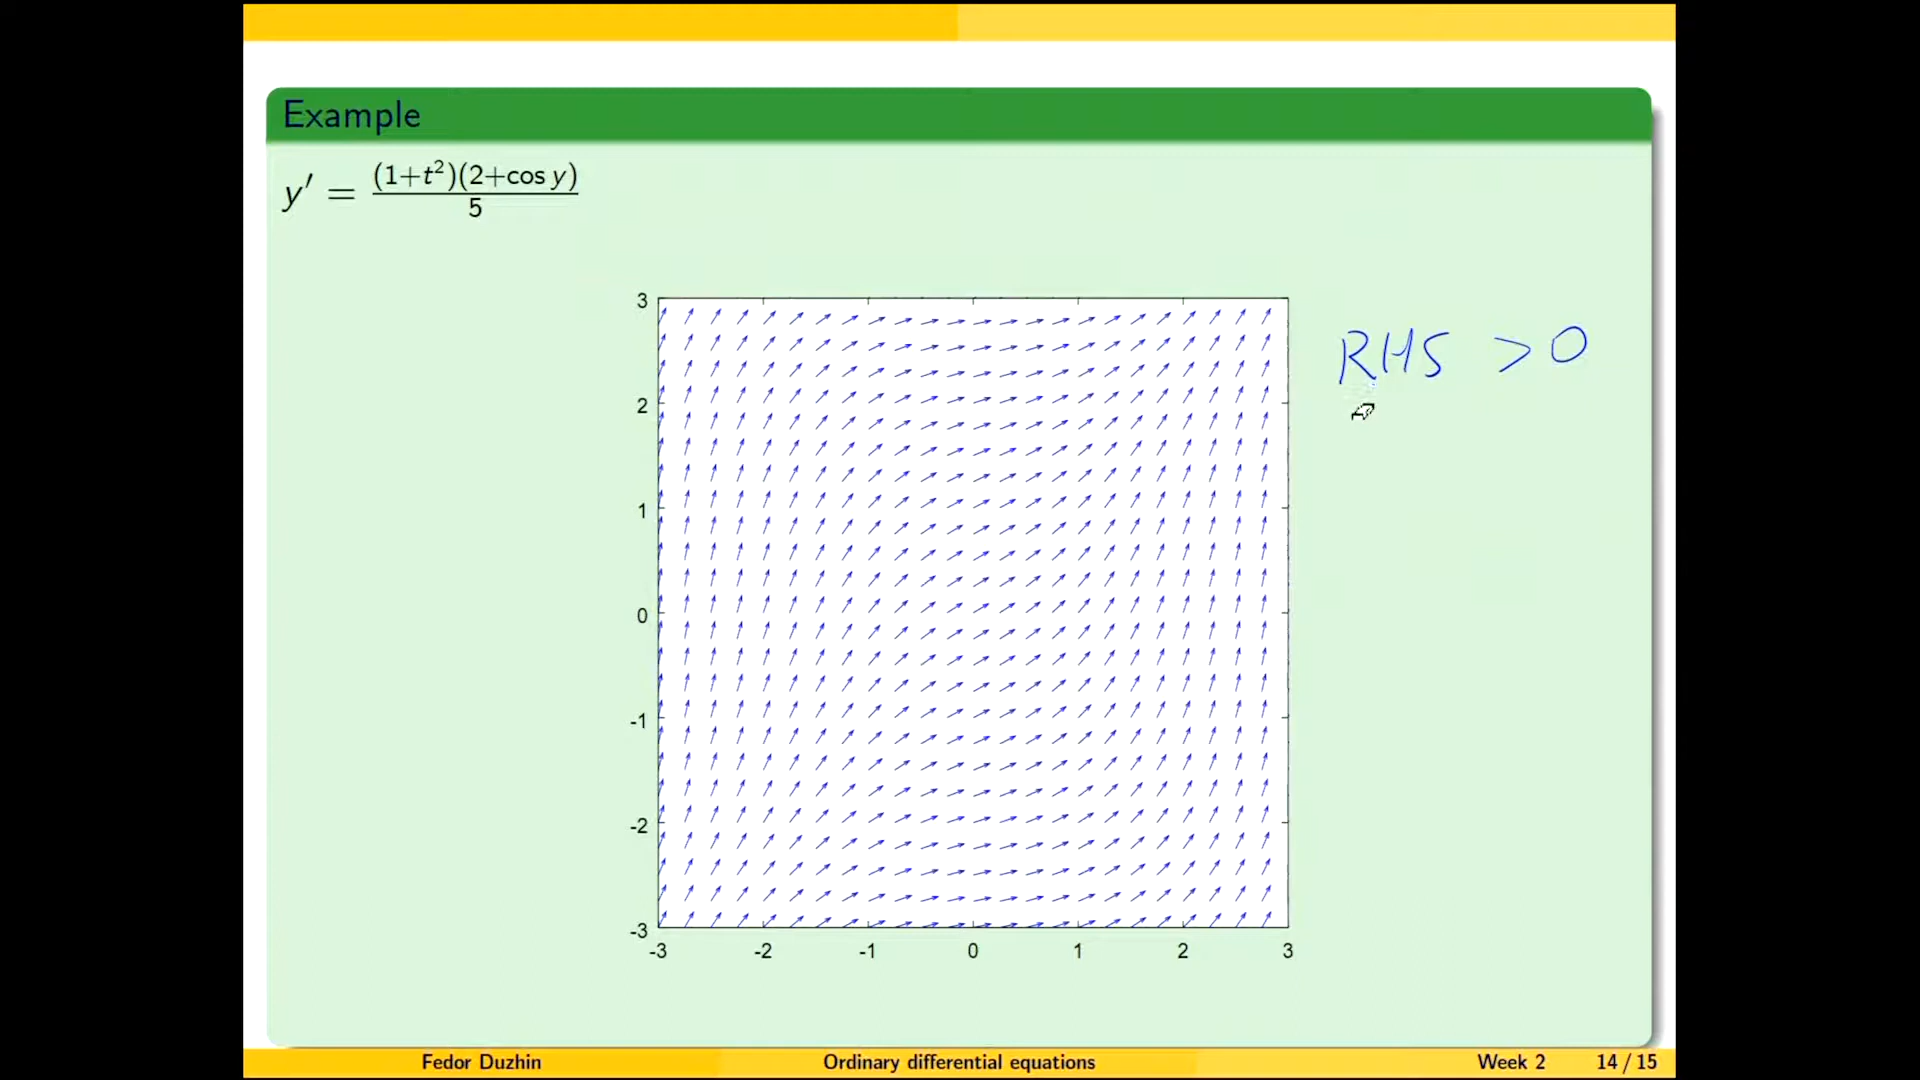 Example
y′ = (1+t²)(2+cos y)/5
RHS > 0
3
2
1
0
-1
-2
-3
-3 -2 -1 0 1 2 3
Fedor Duzhin Ordinary differential equations Week 2 14 / 15